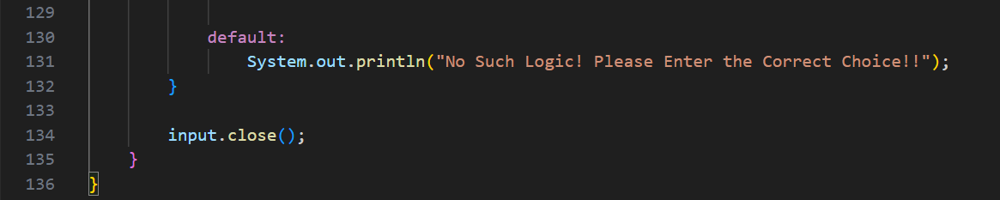 129
130 default:
131 System.out.println("No Such Logic! Please Enter the Correct Choice!!");
132 }
133
134 input.close();
135 }
136 }